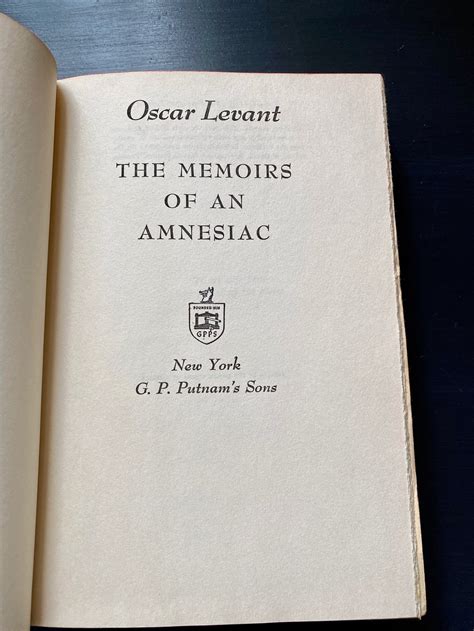 Oscar Levant
THE MEMOIRS
OF AN
AMNESIAC
GPPS
New York
G. P. Putnam's Sons